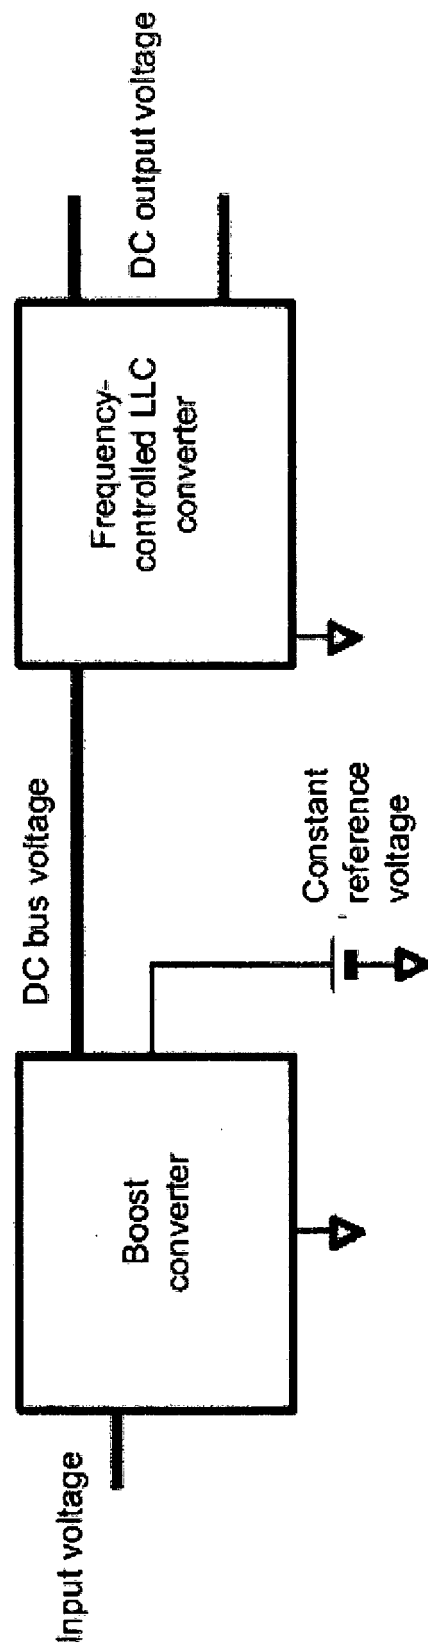 Input voltage
Boost
converter
DC bus voltage
Constant
reference
voltage
Frequency-
controlled LLC
converter
DC output voltage